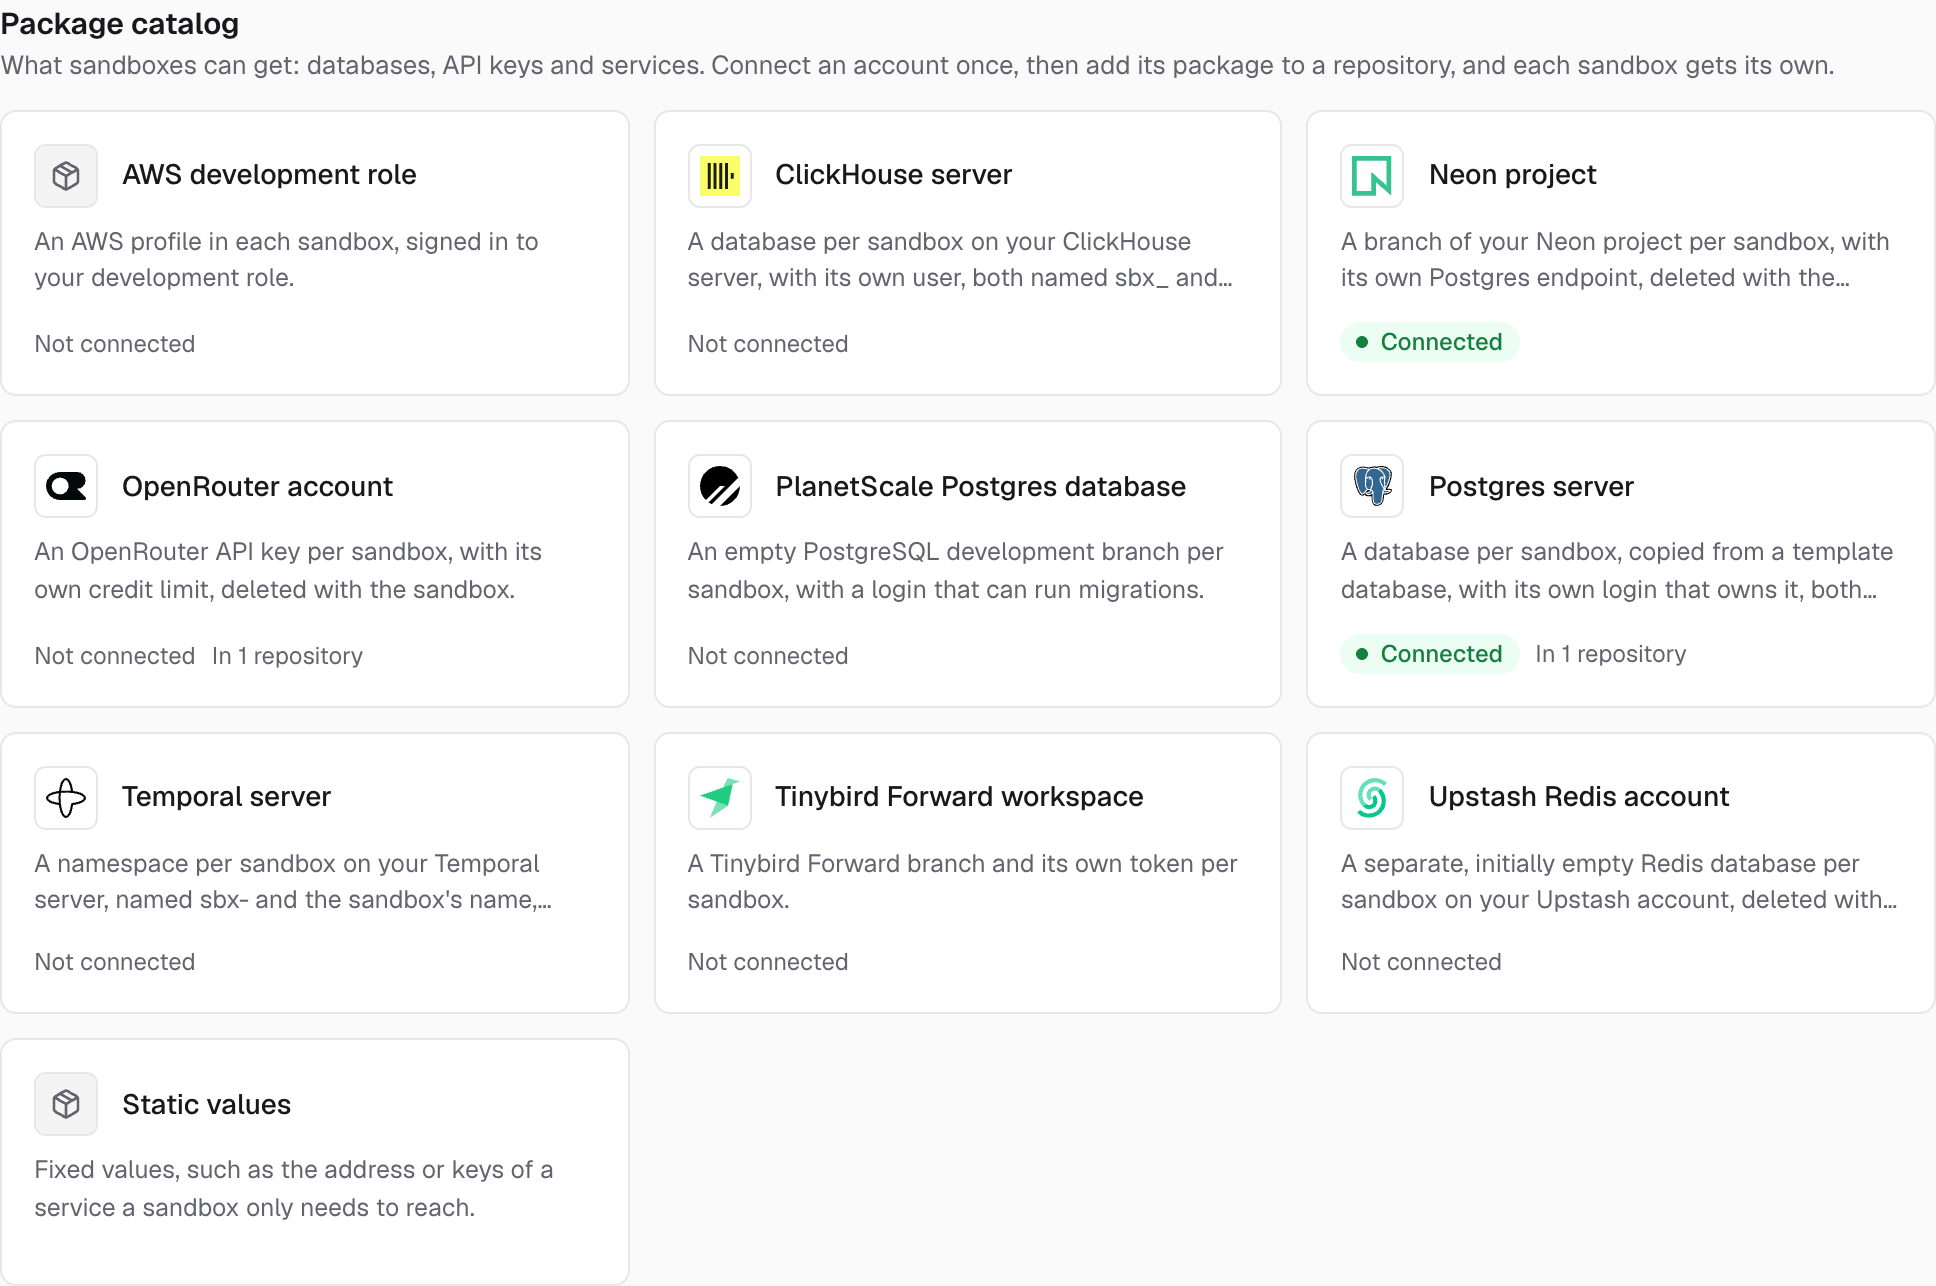 Package catalog
What sandboxes can get: databases, API keys and services. Connect an account once, then add its package to a repository, and each sandbox gets its own.
AWS development role
An AWS profile in each sandbox, signed in to
your development role.
Not connected
ClickHouse server
A database per sandbox on your ClickHouse
server, with its own user, both named sbx_ and...
Not connected
Neon project
A branch of your Neon project per sandbox, with
its own Postgres endpoint, deleted with the...
Connected
OpenRouter account
An OpenRouter API key per sandbox, with its
own credit limit, deleted with the sandbox.
Not connected In 1 repository
PlanetScale Postgres database
An empty PostgreSQL development branch per
sandbox, with a login that can run migrations.
Not connected
Postgres server
A database per sandbox, copied from a template
database, with its own login that owns it, both...
Connected In 1 repository
Temporal server
A namespace per sandbox on your Temporal
server, named sbx- and the sandbox's name,...
Not connected
Tinybird Forward workspace
A Tinybird Forward branch and its own token per
sandbox.
Not connected
Upstash Redis account
A separate, initially empty Redis database per
sandbox on your Upstash account, deleted with...
Not connected
Static values
Fixed values, such as the address or keys of a
service a sandbox only needs to reach.